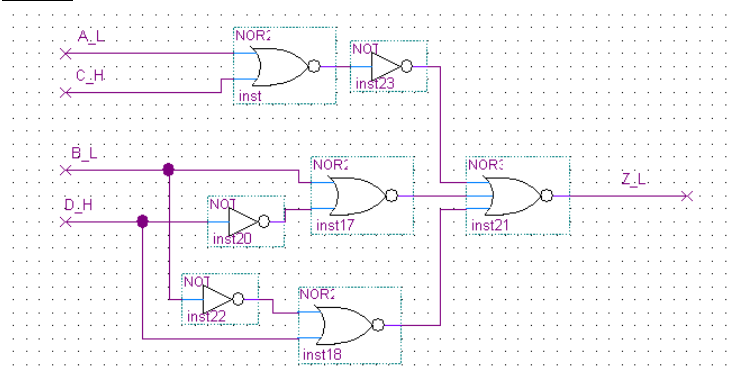 A_L
NOR2
NOT
C_H
inst
inst23
B_L
NOR2
NOR3
Z_L
D_H
NOT
inst20
inst17
inst21
NOT
NOR2
inst22
inst18